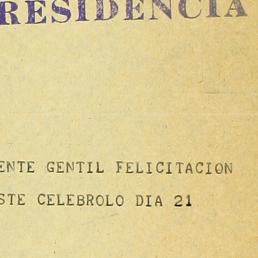 RESIDENCIA
ENTE GENTIL FELICITACION
STE CELEBROLO DIA 21